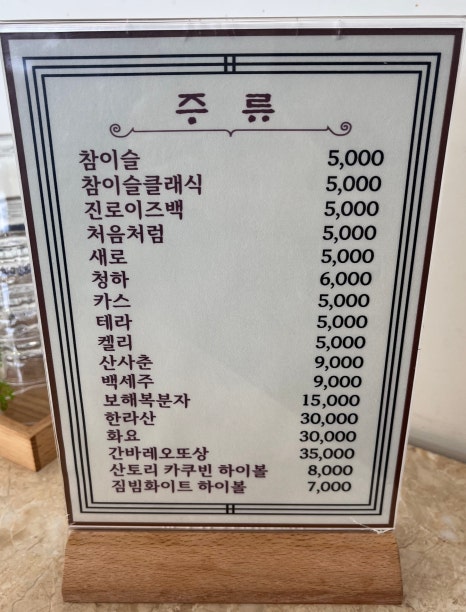 주 류
참이슬 5,000
참이슬클래식 5,000
진로이즈백 5,000
처음처럼 5,000
새로 5,000
청하 6,000
카스 5,000
테라 5,000
켈리 5,000
산사춘 9,000
백세주 9,000
보해복분자 15,000
한라산 30,000
화요 30,000
간바레오또상 35,000
산토리 카쿠빈 하이볼 8,000
짐빔화이트 하이볼 7,000